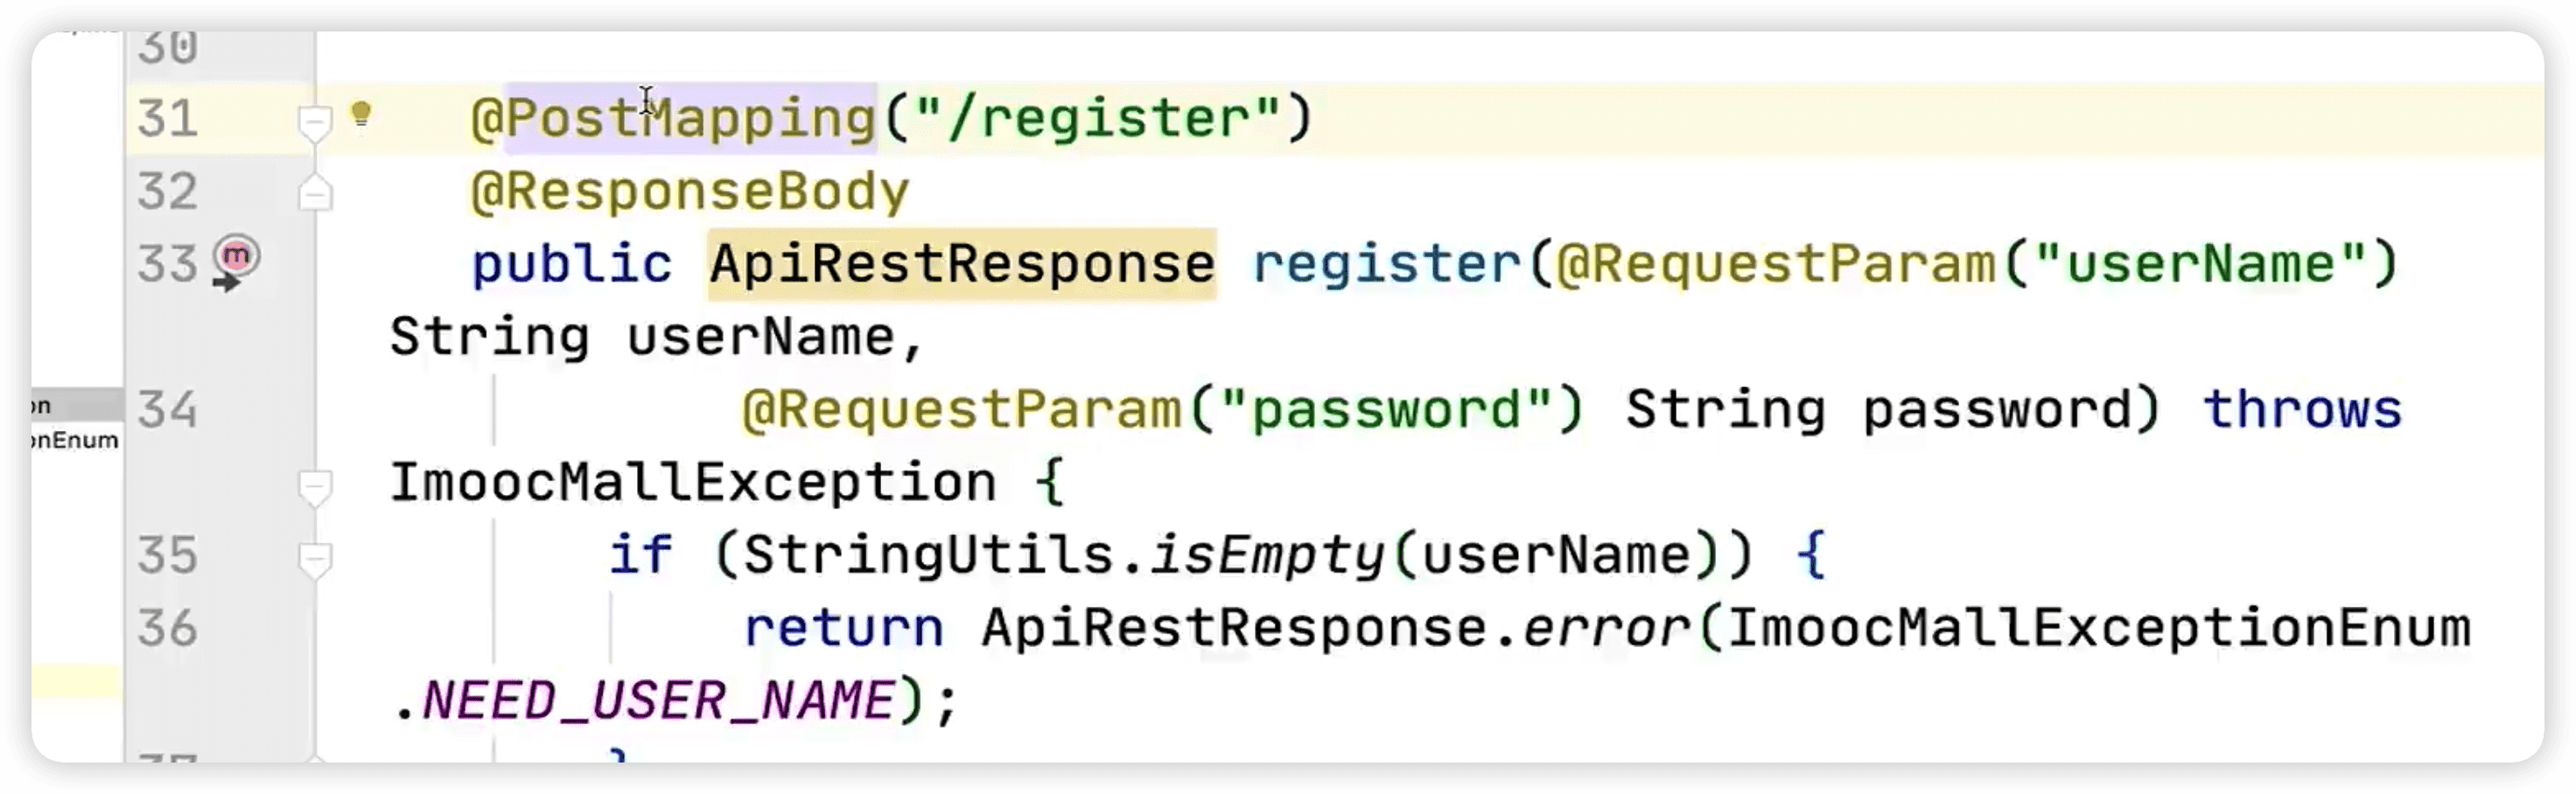 30
31 @PostMapping("/register")
32 @ResponseBody
33 m public ApiRestResponse register(@RequestParam("userName")
String userName,
on
34 @RequestParam("password") String password) throws
onEnum
ImoocMallException {
35 if (StringUtils.isEmpty(userName)) {
36 return ApiRestResponse.error(ImoocMallExceptionEnum
.NEED_USER_NAME);
37 }